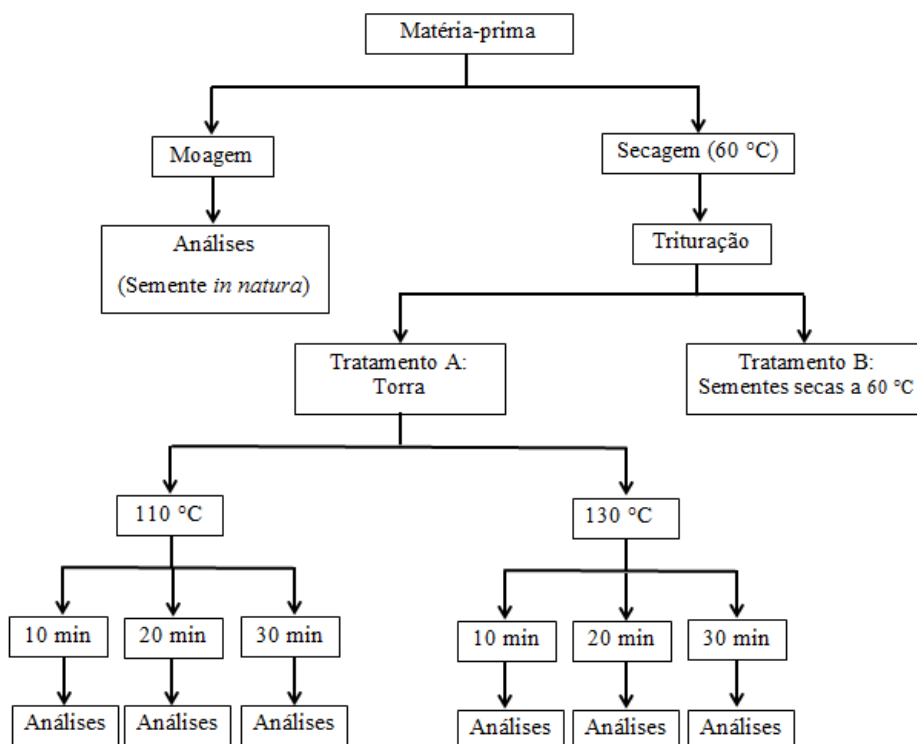 Matéria-prima
Moagem
Secagem (60 °C)
Análises
(Semente in natura)
Trituração
Tratamento A:
Torra
Tratamento B:
Sementes secas a 60 °C
110 °C
130 °C
10 min
20 min
30 min
10 min
20 min
30 min
Análises
Análises
Análises
Análises
Análises
Análises